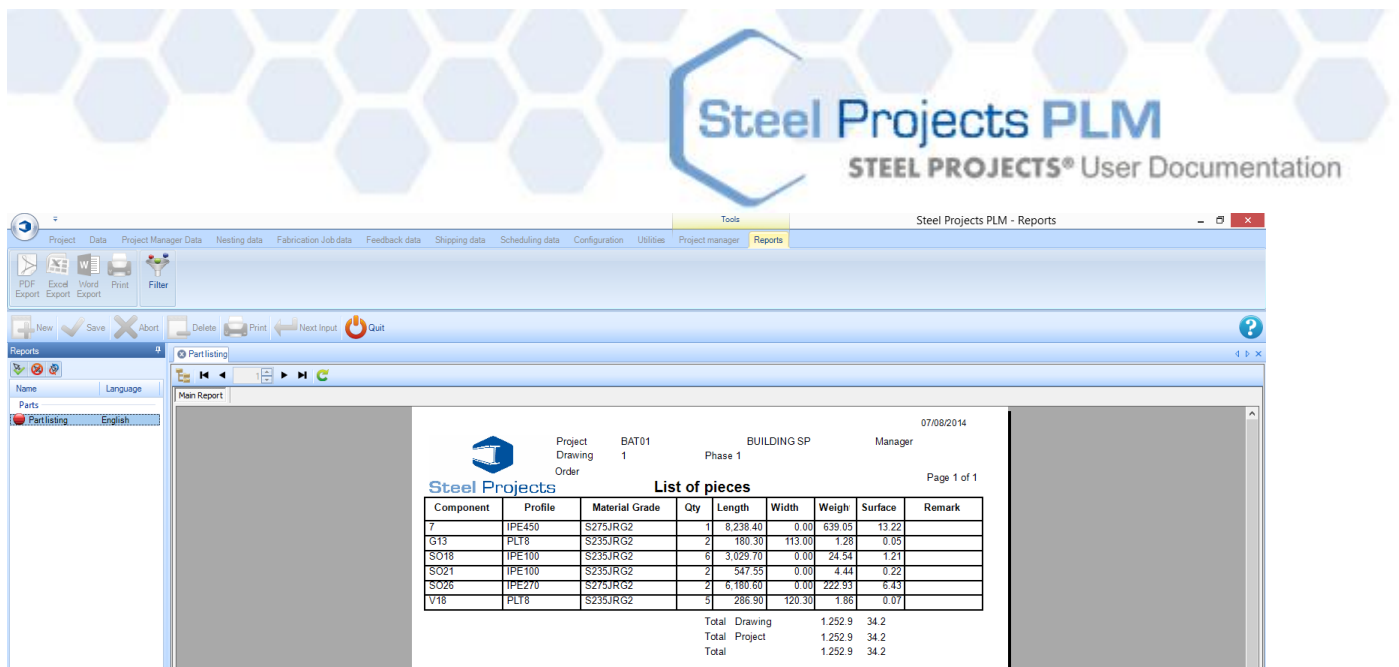 Steel Projects PLM
STEEL PROJECTS® User Documentation
Tools
Steel Projects PLM - Reports
Project Data Project Manager Data Nesting data Fabrication Job data Feedback data Shipping data Scheduling data Configuration Utilities Project manager Reports
PDF Export Excel Export Word Export Print Filter
New Save Abort Delete Print Next Input Quit
Reports
Part listing
Name Language
1
Main Report
Parts
Part listing English
07/08/2014
Project BAT01 BUILDING SP Manager
Drawing 1 Phase 1
Order
Page 1 of 1
Steel Projects
List of pieces
Component Profile Material Grade Qty Length Width Weigh Surface Remark
7 IPE450 S275JRG2 1 8,238.40 0.00 639.05 13.22
G13 PLT8 S235JRG2 2 180.30 113.00 1.28 0.05
SO18 IPE100 S235JRG2 6 3,029.70 0.00 24.54 1.21
SO21 IPE100 S235JRG2 2 547.55 0.00 4.44 0.22
SO26 IPE270 S275JRG2 2 6,180.60 0.00 222.93 6.43
V18 PLT8 S235JRG2 5 286.90 120.30 1.86 0.07
Total Drawing 1.252.9 34.2
Total Project 1.252.9 34.2
Total 1.252.9 34.2